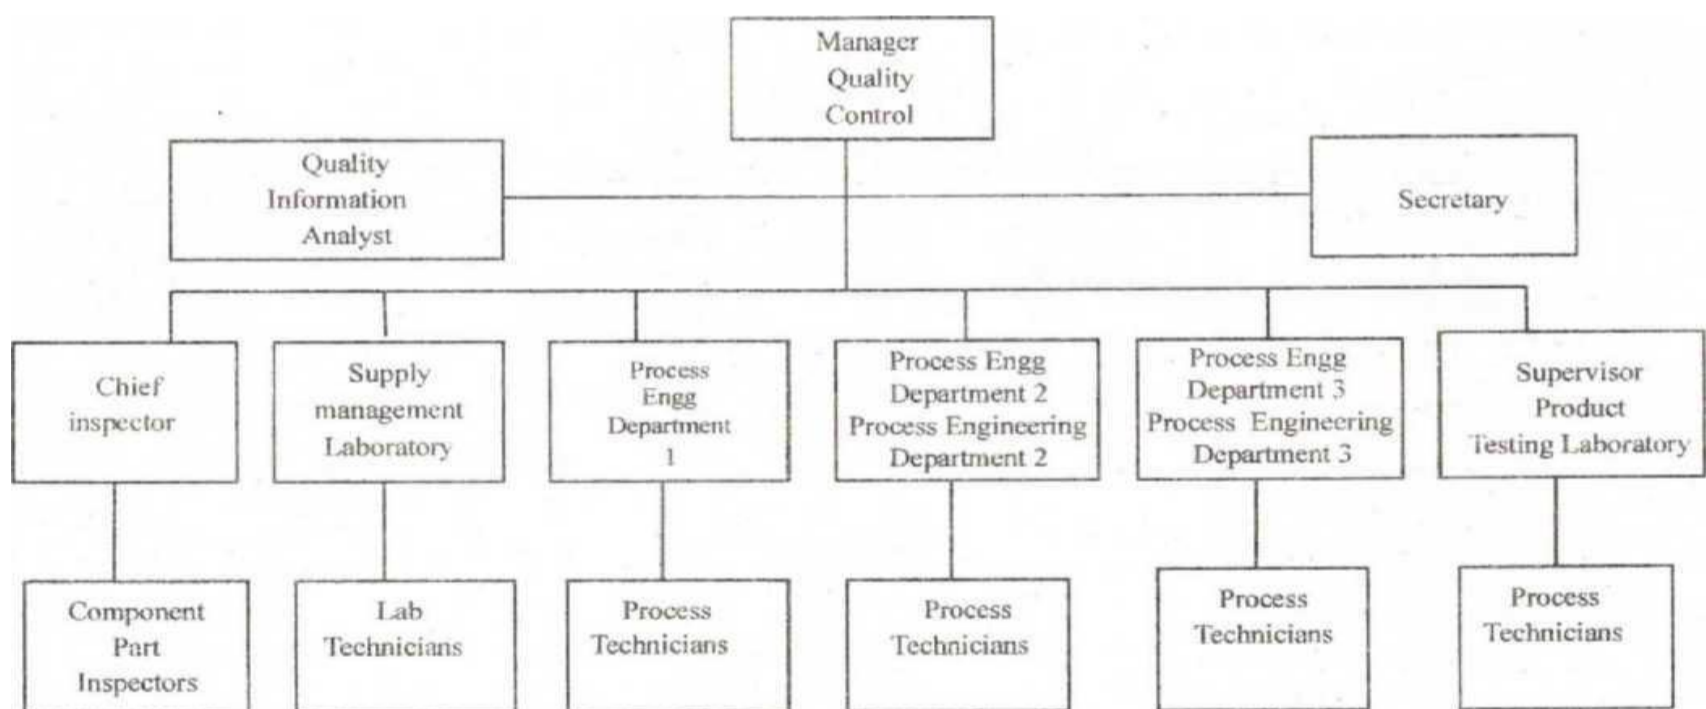 Manager
Quality
Control
Quality
Information
Analyst
Secretary
Chief
inspector
Supply
management
Laboratory
Process
Engg
Department
1
Process Engg
Department 2
Process Engineering
Department 2
Process Engg
Department 3
Process Engineering
Department 3
Supervisor
Product
Testing Laboratory
Component
Part
Inspectors
Lab
Technicians
Process
Technicians
Process
Technicians
Process
Technicians
Process
Technicians